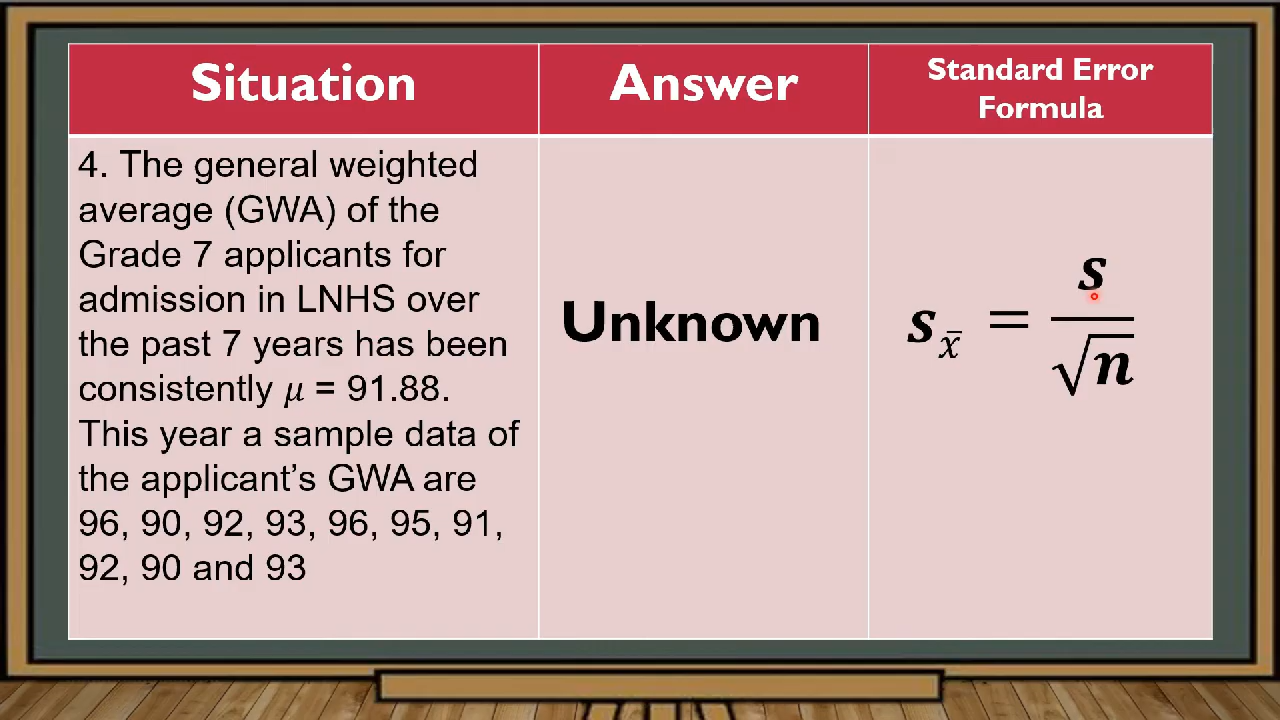 Situation
Answer
Standard Error
Formula
4. The general weighted
average (GWA) of the
Grade 7 applicants for
admission in LNHS over
the past 7 years has been
consistently 𝜇 = 91.88.
This year a sample data of
the applicant’s GWA are
96, 90, 92, 93, 96, 95, 91,
92, 90 and 93
Unknown
s_x̄ = s/√n